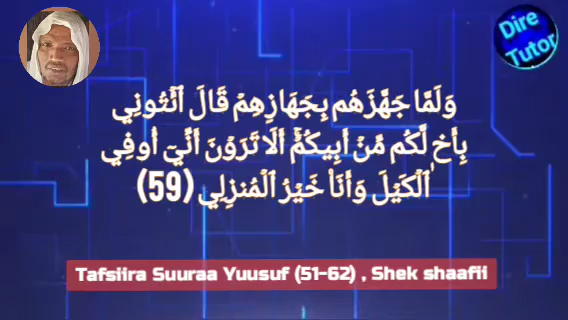 Dire
Tutor
وَلَمَّا جَهَّزَهُم بِجَهَازِهِمْ قَالَ ٱئْتُونِي
بِأَخٍ لَّكُم مِّنْ أَبِيكُمْ ۚ أَلَا تَرَوْنَ أَنِّيٓ أُوفِي
ٱلْكَيْلَ وَأَنَا۠ خَيْرُ ٱلْمُنزِلِي (59)
Tafsiira Suuraa Yuusuf (51-62) , Shek shaafii